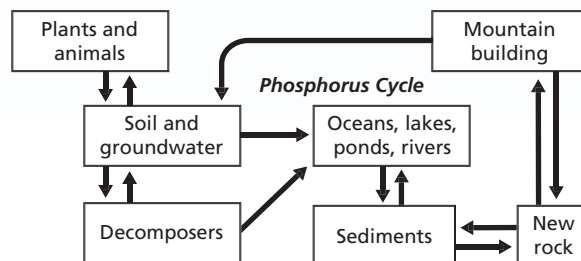 Plants and
animals
Mountain
building
Phosphorus Cycle
Soil and
groundwater
Oceans, lakes,
ponds, rivers
Decomposers
Sediments
New
rock